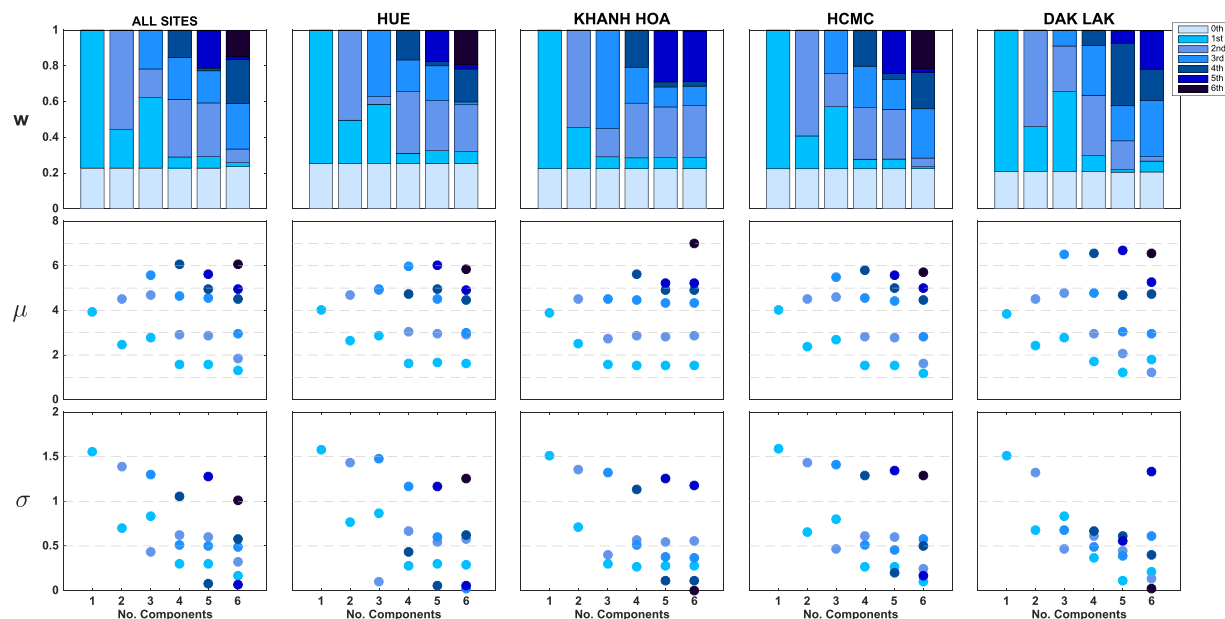 ALL SITES HUE KHANH HOA HCMC DAK LAK
0th
1st
2nd
3rd
4th
5th
6th
w
1
0.8
0.6
0.4
0.2
0
μ
8
6
4
2
0
σ
2
1.5
1
0.5
0
1 2 3 4 5 6 1 2 3 4 5 6 1 2 3 4 5 6 1 2 3 4 5 6 1 2 3 4 5 6
No. Components No. Components No. Components No. Components No. Components